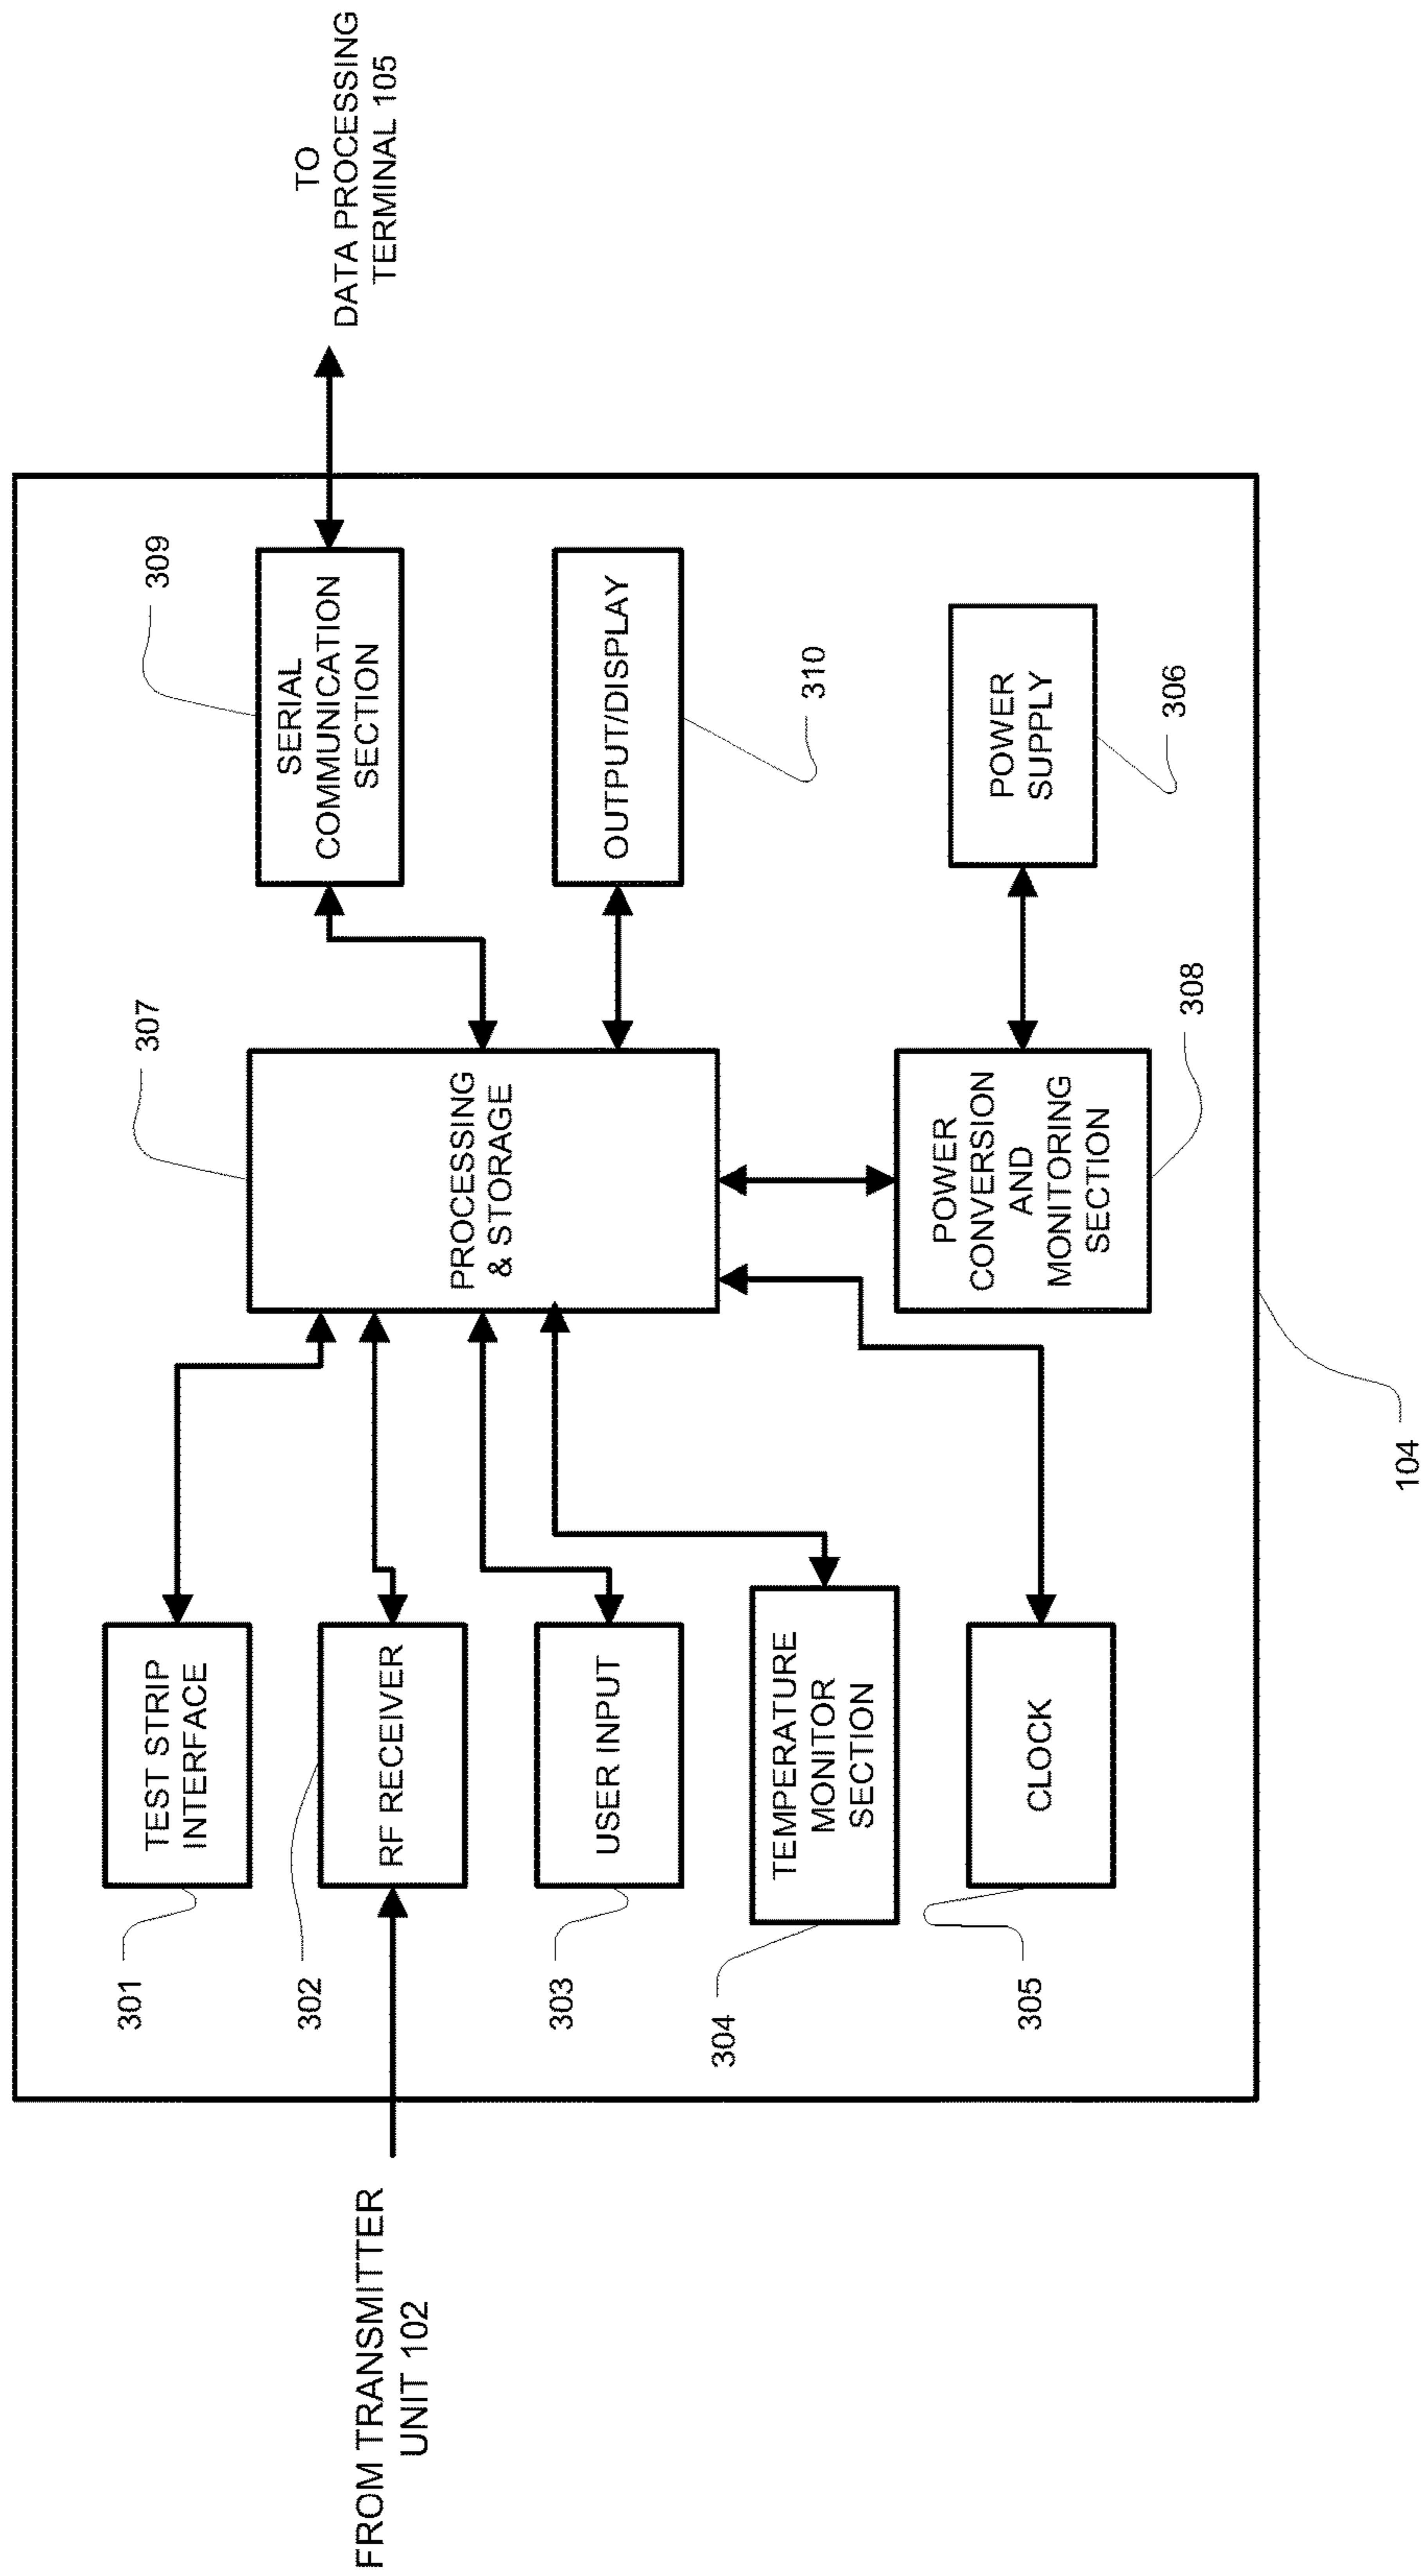 TO
DATA PROCESSING
TERMINAL 105
309
SERIAL
COMMUNICATION
SECTION
OUTPUT/DISPLAY
310
POWER
SUPPLY
306
307
PROCESSING
& STORAGE
POWER
CONVERSION
AND
MONITORING
SECTION
308
TEST STRIP
INTERFACE
301
RF RECEIVER
302
USER INPUT
303
TEMPERATURE
MONITOR
SECTION
304
CLOCK
305
104
FROM TRANSMITTER
UNIT 102